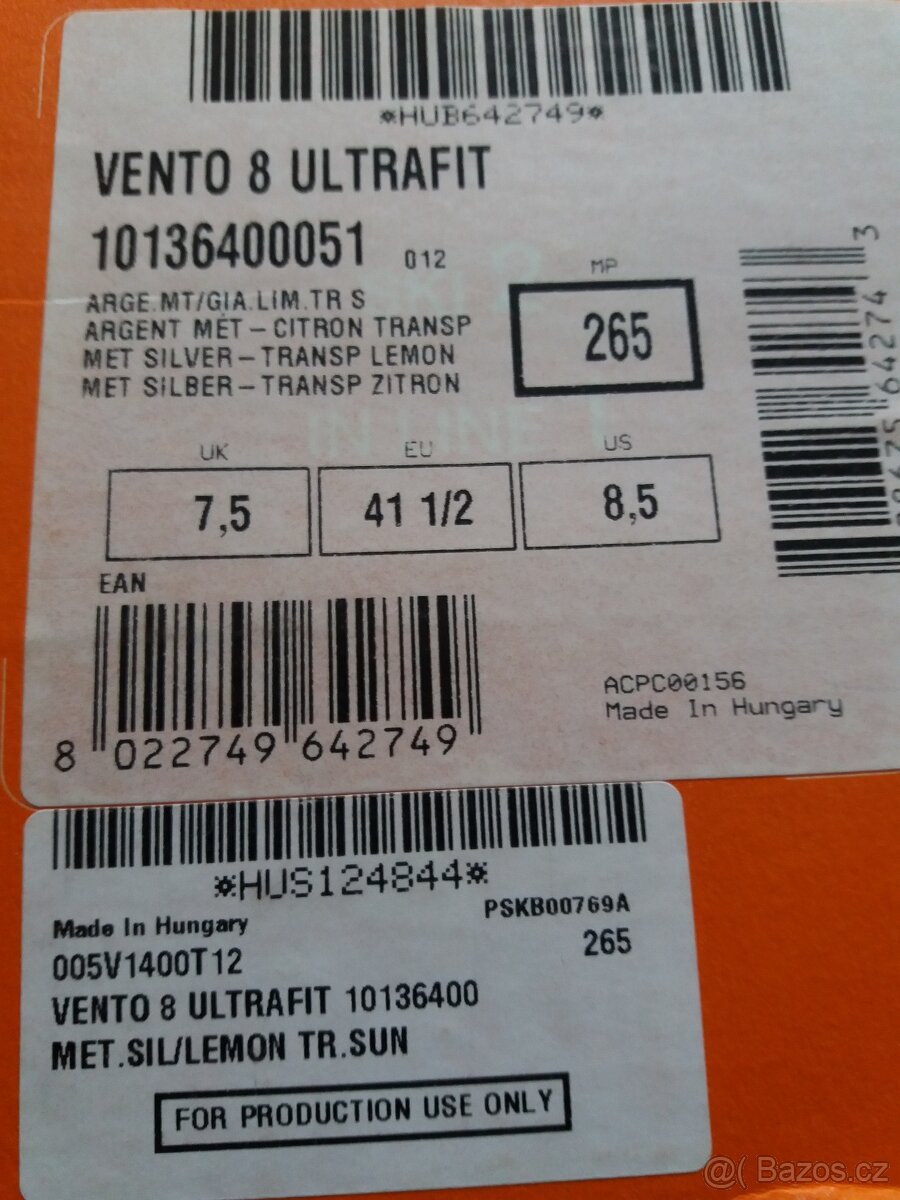 *HUB642749*
VENTO 8 ULTRAFIT
10136400051 012
ARGE.MT/GIA.LIM.TR S
ARGENT MÉT – CITRON TRANSP
MET SILVER – TRANSP LEMON
MET SILBER – TRANSP ZITRON
MP
265
UK EU US
7,5 41 1/2 8,5
EAN
8 022749 642749
ACPC00156
Made In Hungary
*HUS124844*
Made In Hungary PSKB00769A
005V1400T12 265
VENTO 8 ULTRAFIT 10136400
MET.SIL/LEMON TR.SUN
FOR PRODUCTION USE ONLY
@( Bazos.cz